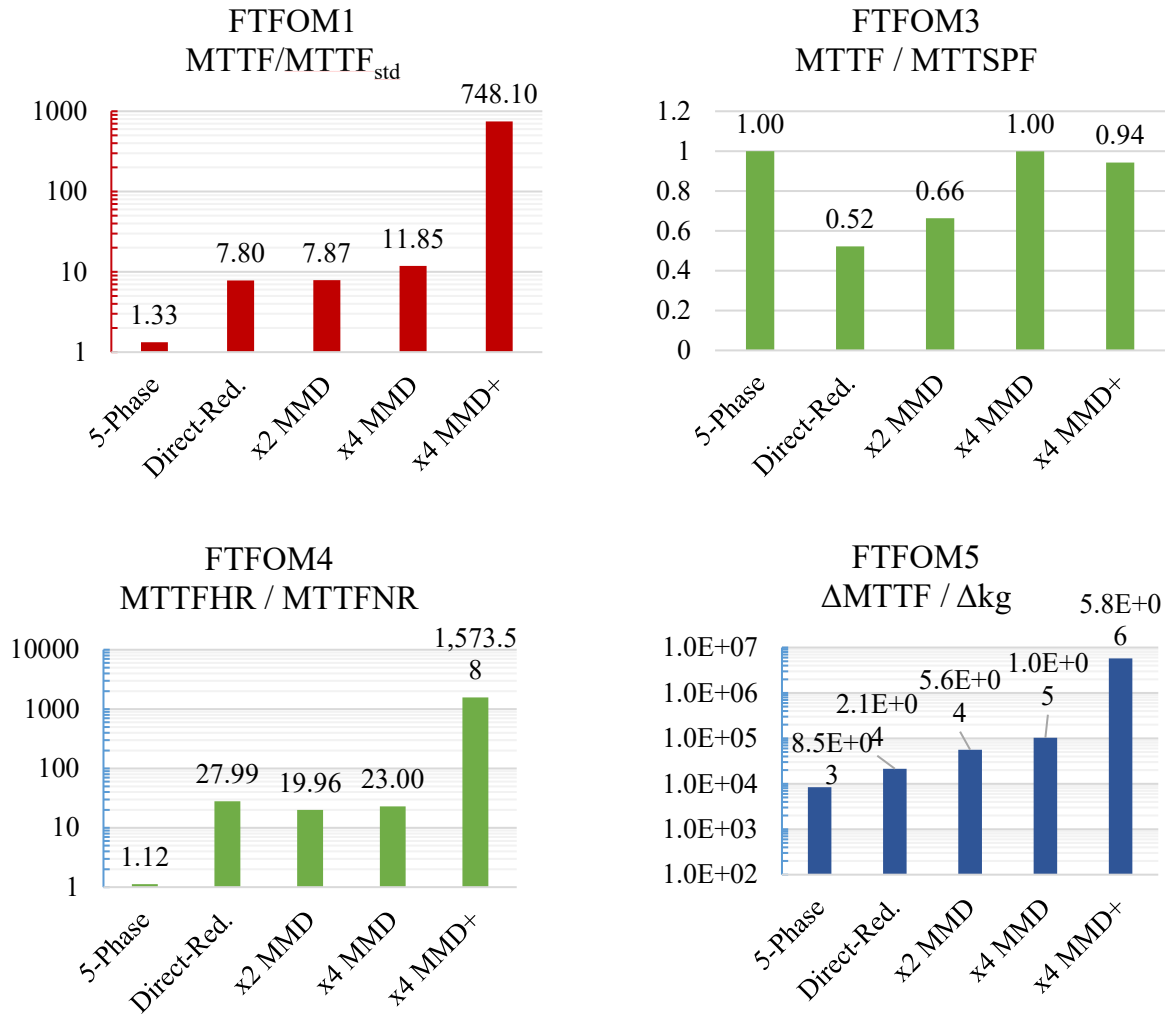 FTFOM1
MTTF/MTTFstd
748.10
1000
100
10
1
1.33
7.80
7.87
11.85
5-Phase
Direct-Red.
x2 MMD
x4 MMD
x4 MMD+
FTFOM3
MTTF / MTTSPF
1.2
1
0.8
0.6
0.4
0.2
0
1.00
0.52
0.66
1.00
0.94
5-Phase
Direct-Red.
x2 MMD
x4 MMD
x4 MMD+
FTFOM4
MTTFHR / MTTFNR
10000
1000
100
10
1
1.12
27.99
19.96
23.00
1,573.5
8
5-Phase
Direct-Red.
x2 MMD
x4 MMD
x4 MMD+
FTFOM5
ΔMTTF / Δkg
1.0E+07
1.0E+06
1.0E+05
1.0E+04
1.0E+03
1.0E+02
8.5E+0
3
2.1E+0
4
5.6E+0
4
1.0E+0
5
5.8E+0
6
5-Phase
Direct-Red.
x2 MMD
x4 MMD
x4 MMD+